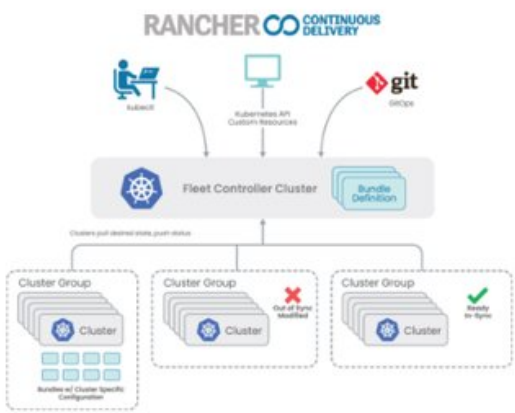 RANCHER CONTINUOUS
DELIVERY
kubectl
Kubernetes API
Custom Resources
git
GitOps
Fleet Controller Cluster
Bundle
Definition
Clusters pull desired state, push status
Cluster Group
Cluster
Bundles w/ Cluster Specific
Configuration
Cluster Group
Out of Sync
Modified
Cluster
Cluster Group
Ready
In-Sync
Cluster